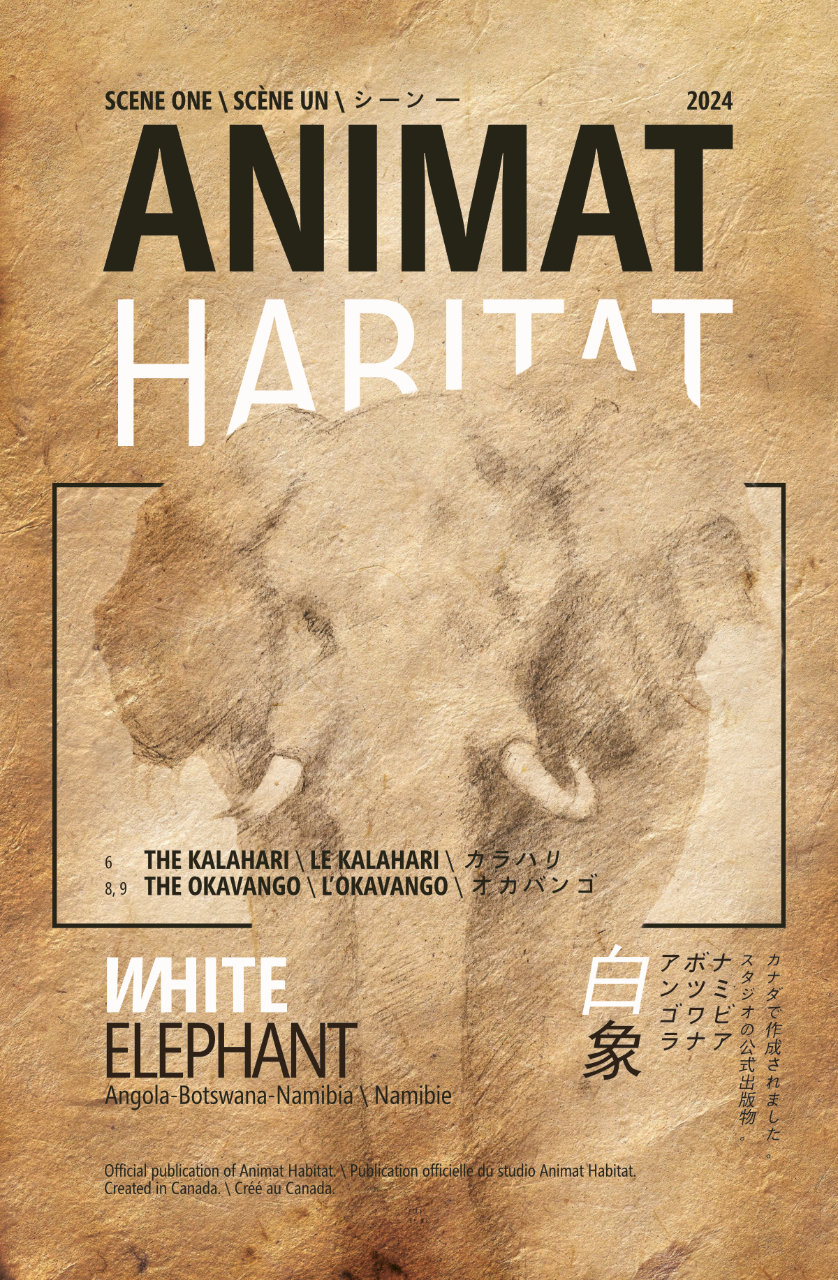 SCENE ONE \ SCÈNE UN \ シーン 一
2024
ANIMAT
HABITAT
6 THE KALAHARI \ LE KALAHARI \ カラハリ
8, 9 THE OKAVANGO \ L'OKAVANGO \ オカバンゴ
WHITE
ELEPHANT
Angola-Botswana-Namibia \ Namibie
白象
ナミビア
ボツワナ
アンゴラ
カナダで作成されました。
スタジオの公式出版物。
Official publication of Animat Habitat. \ Publication officielle du studio Animat Habitat.
Created in Canada. \ Créé au Canada.